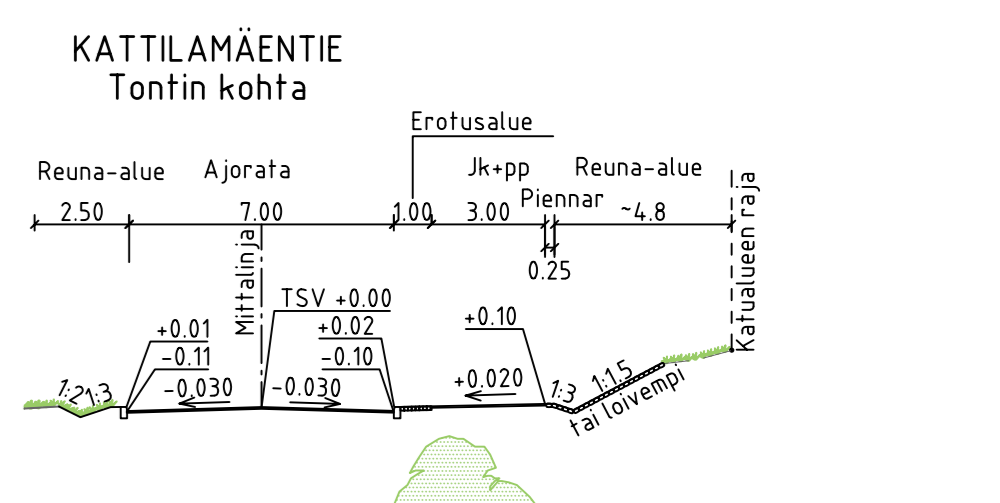 KATTILAMÄENTIE
Tontin kohta
Erotusalue
Reuna-alue
Ajorata
Jk+pp
Reuna-alue
Piennar
2.50
7.00
1.00
3.00
~4.8
0.25
Mittalinja
Katualueen raja
TSV +0.00
+0.01
+0.02
+0.10
-0.11
-0.10
-0,030
-0.030
+0.020
1:2
1:3
1:3
1:1.5
tai loivempi